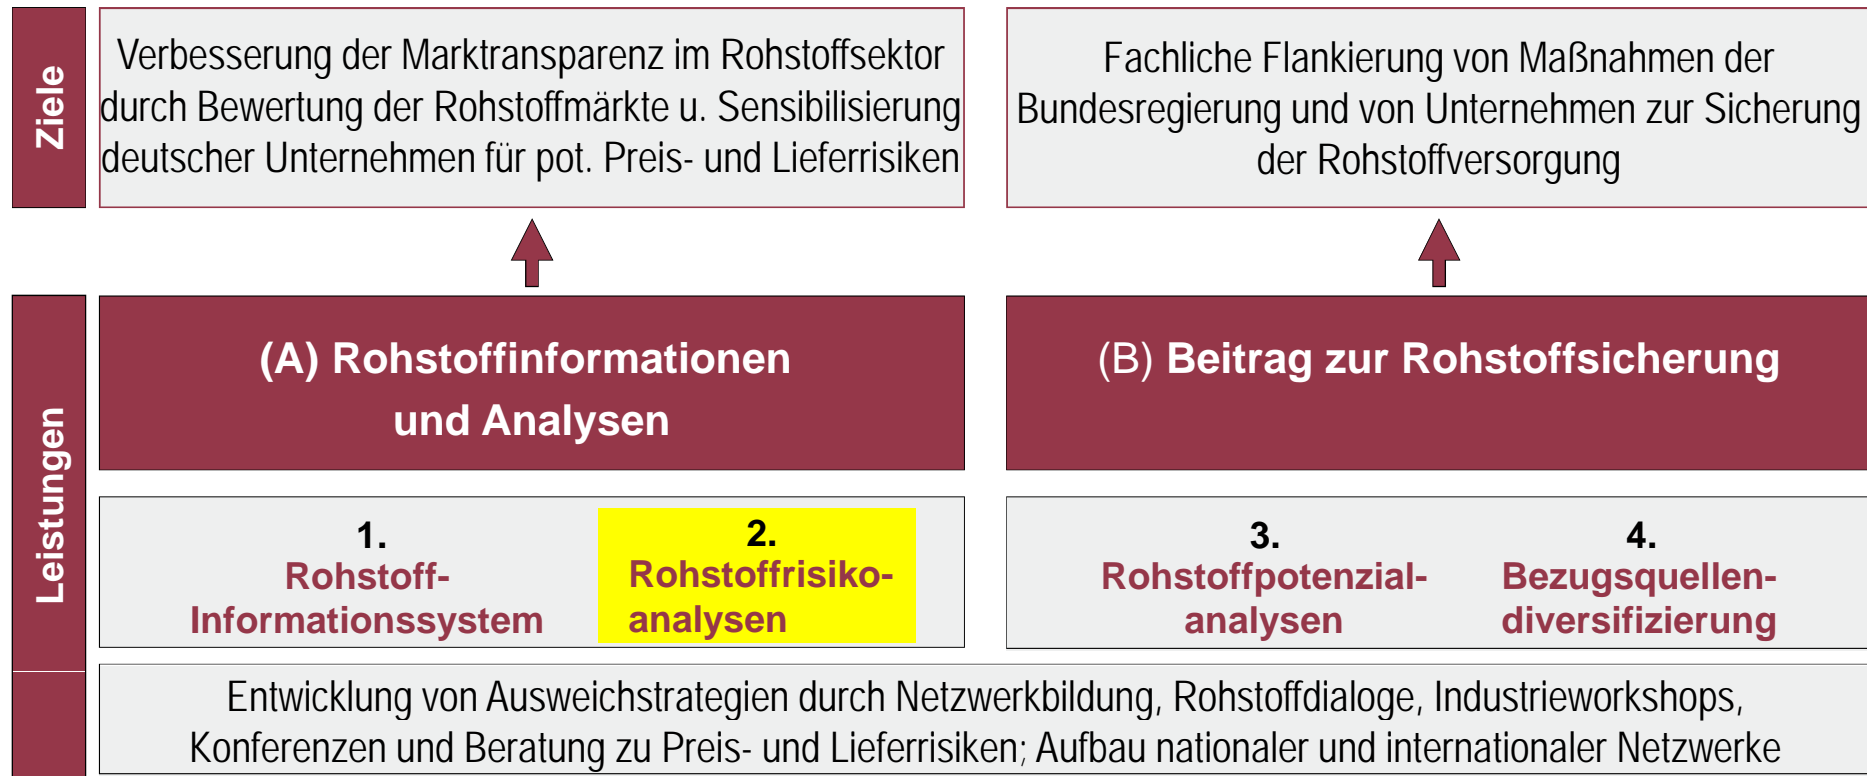 Ziele
Verbesserung der Marktransparenz im Rohstoffsektor
durch Bewertung der Rohstoffmärkte u. Sensibilisierung
deutscher Unternehmen für pot. Preis- und Lieferrisiken
Fachliche Flankierung von Maßnahmen der
Bundesregierung und von Unternehmen zur Sicherung
der Rohstoffversorgung
Leistungen
(A) Rohstoffinformationen
und Analysen
(B) Beitrag zur Rohstoffsicherung
1.
Rohstoff-
Informationssystem
2.
Rohstoffrisiko-
analysen
3.
Rohstoffpotenzial-
analysen
4.
Bezugsquellen-
diversifizierung
Entwicklung von Ausweichstrategien durch Netzwerkbildung, Rohstoffdialoge, Industrieworkshops,
Konferenzen und Beratung zu Preis- und Lieferrisiken; Aufbau nationaler und internationaler Netzwerke